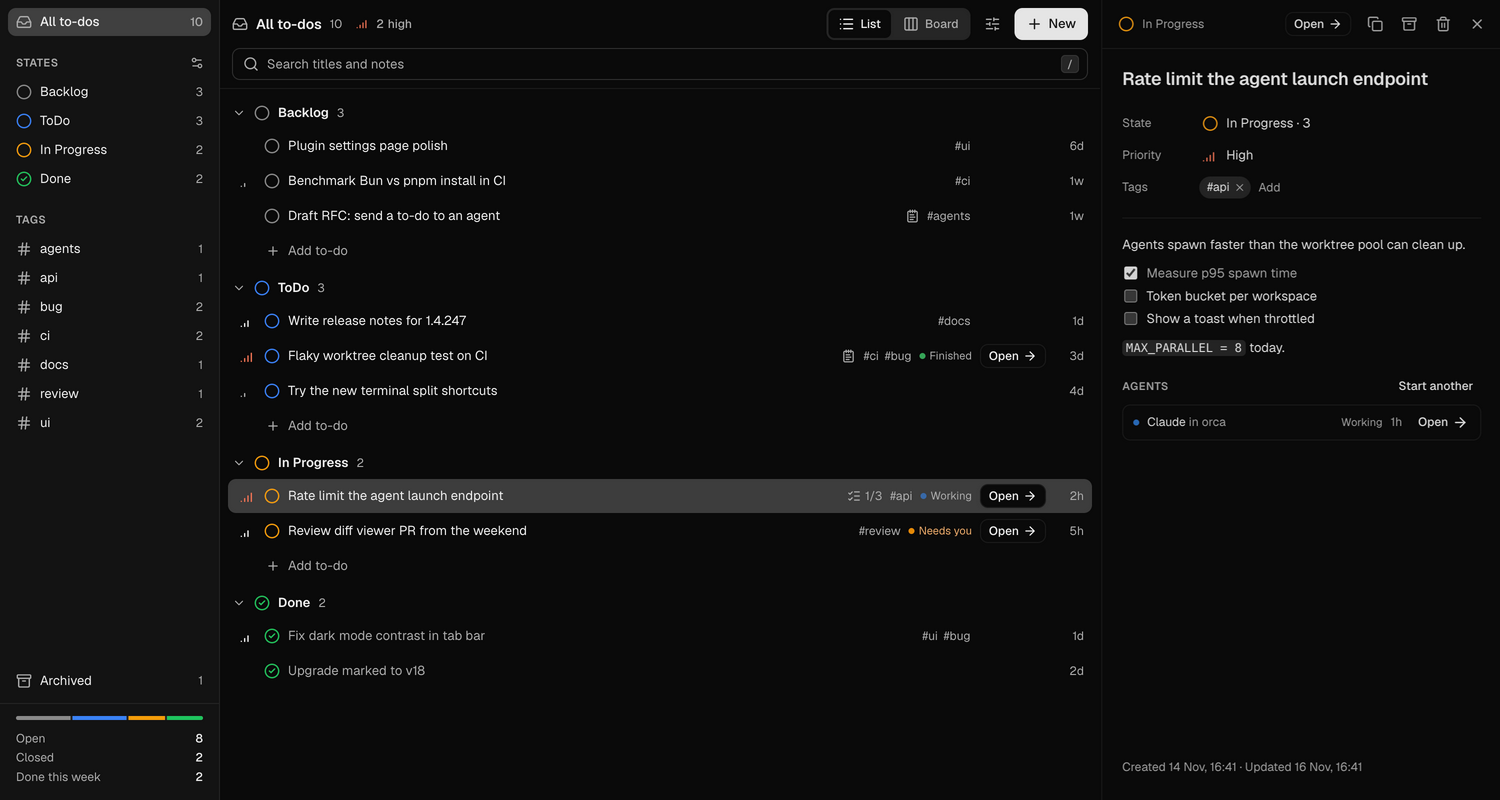 All to-dos 10
STATES
Backlog 3
ToDo 3
In Progress 2
Done 2
TAGS
# agents 1
# api 1
# bug 2
# ci 2
# docs 1
# review 1
# ui 2
Archived 1
Open 8
Closed 2
Done this week 2
All to-dos 10 2 high List Board + New
Search titles and notes /
Backlog 3
Plugin settings page polish #ui 6d
Benchmark Bun vs pnpm install in CI #ci 1w
Draft RFC: send a to-do to an agent #agents 1w
+ Add to-do
ToDo 3
Write release notes for 1.4.247 #docs 1d
Flaky worktree cleanup test on CI #ci #bug Finished Open → 3d
Try the new terminal split shortcuts 4d
+ Add to-do
In Progress 2
Rate limit the agent launch endpoint 1/3 #api Working Open → 2h
Review diff viewer PR from the weekend #review Needs you Open → 5h
+ Add to-do
Done 2
Fix dark mode contrast in tab bar #ui #bug 1d
Upgrade marked to v18 2d
In Progress Open →
Rate limit the agent launch endpoint
State In Progress · 3
Priority High
Tags #api × Add
Agents spawn faster than the worktree pool can clean up.
Measure p95 spawn time
Token bucket per workspace
Show a toast when throttled
MAX_PARALLEL = 8 today.
AGENTS Start another
Claude in orca Working 1h Open →
Created 14 Nov, 16:41 · Updated 16 Nov, 16:41